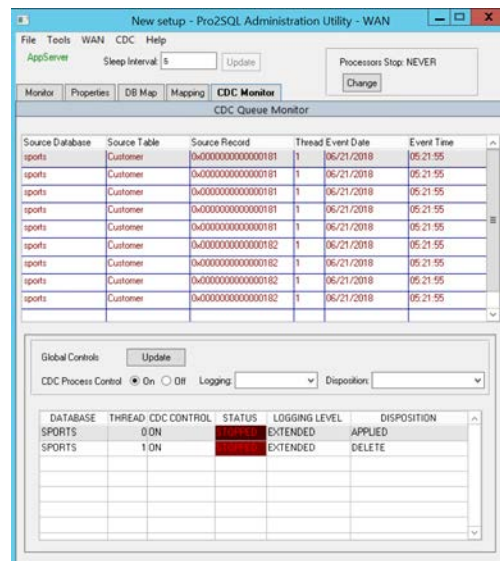 New setup - Pro2SQL Administration Utility - WAN
File Tools WAN CDC Help
AppServer Sleep Interval: 5 Update Processors Stop: NEVER
Change
Monitor Properties DB Map Mapping CDC Monitor
CDC Queue Monitor
Source Database Source Table Source Record Thread Event Date Event Time
sports Customer 0x0000000000000181 1 06/21/2018 05:21:55
sports Customer 0x0000000000000181 1 06/21/2018 05:21:55
sports Customer 0x0000000000000181 1 06/21/2018 05:21:55
sports Customer 0x0000000000000181 1 06/21/2018 05:21:55
sports Customer 0x0000000000000181 1 06/21/2018 05:21:55
sports Customer 0x0000000000000182 1 06/21/2018 05:21:55
sports Customer 0x0000000000000182 1 06/21/2018 05:21:55
sports Customer 0x0000000000000182 1 06/21/2018 05:21:55
sports Customer 0x0000000000000182 1 06/21/2018 05:21:55
Global Controls Update
CDC Process Control On Off Logging: Disposition:
DATABASE THREAD CDC CONTROL STATUS LOGGING LEVEL DISPOSITION
SPORTS 0 ON STOPPED EXTENDED APPLIED
SPORTS 1 ON STOPPED EXTENDED DELETE